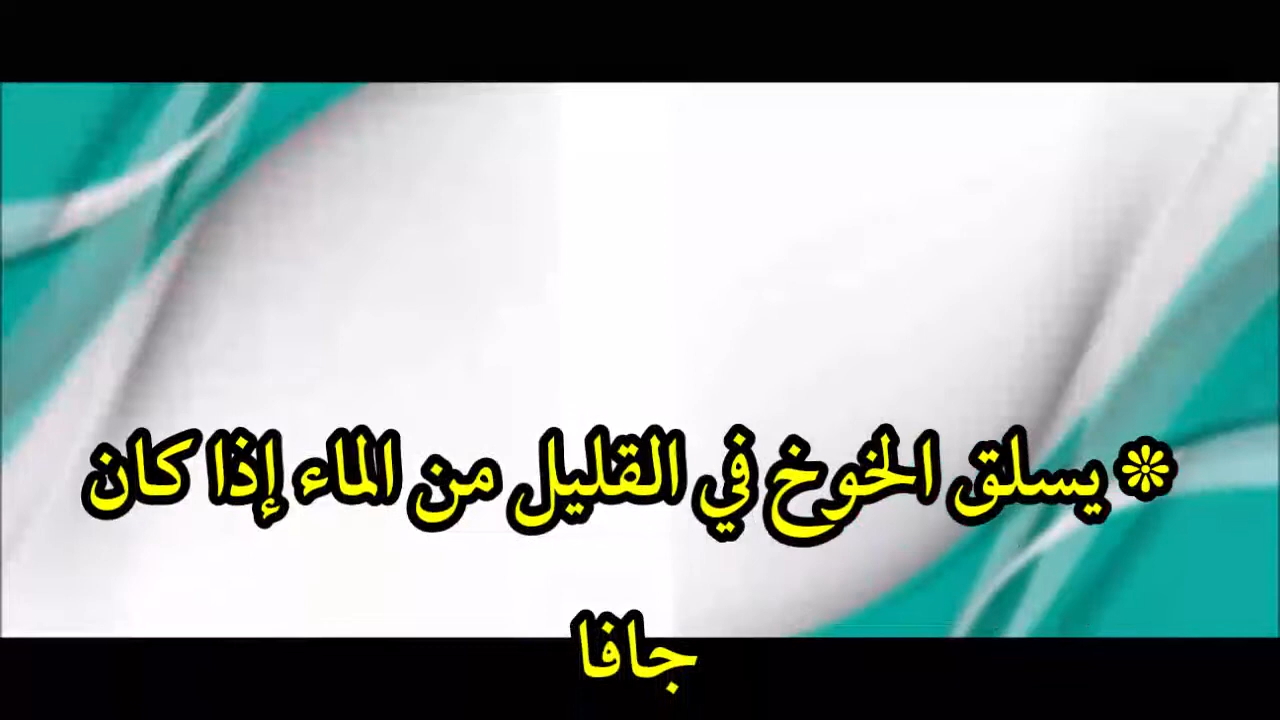 ❊ يسلق الخوخ في القليل من الماء إذا كان
جافا